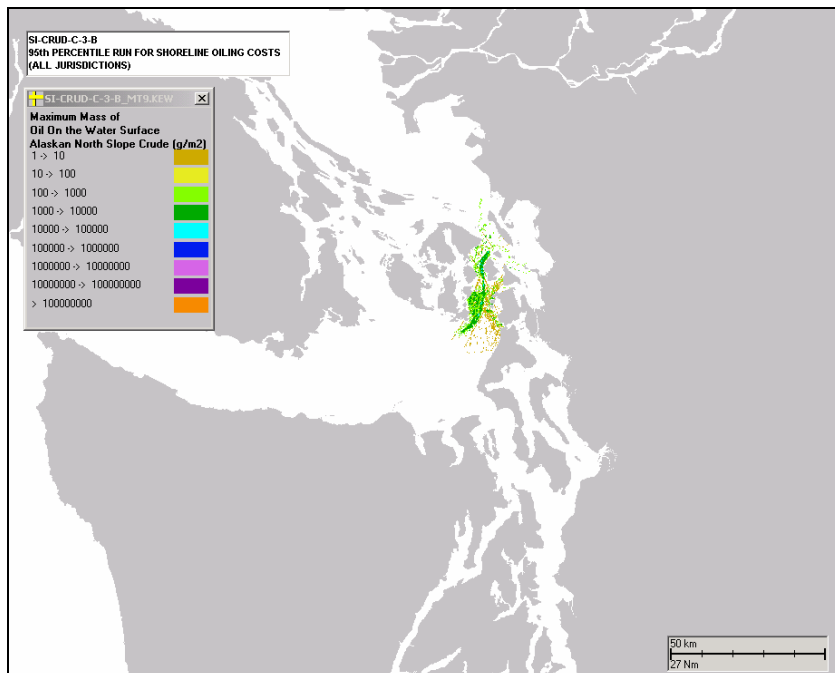 SI-CRUD-C-3-B
95th PERCENTILE RUN FOR SHORELINE OILING COSTS
(ALL JURISDICTIONS)
SI-CRUD-C-3-B_MT9.KEW
Maximum Mass of
Oil On the Water Surface
Alaskan North Slope Crude (g/m2)
1 -> 10
10 -> 100
100 -> 1000
1000 -> 10000
10000 -> 100000
100000 -> 1000000
1000000 -> 10000000
10000000 -> 100000000
> 100000000
50 km
27 Nm